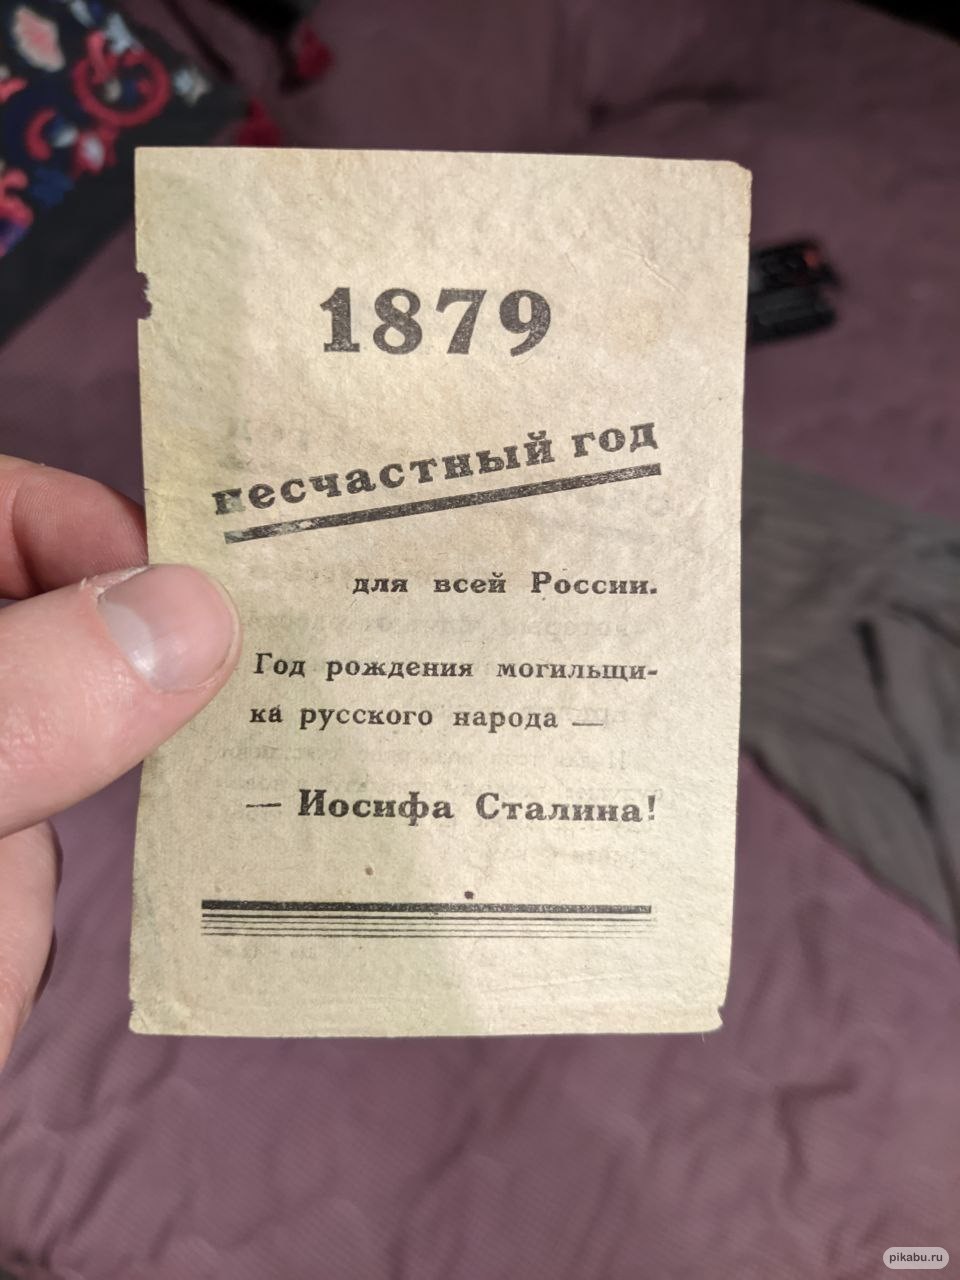 1879
несчастный год
для всей России.
Год рождения могильщи-
ка русского народа —
— Иосифа Сталина!
pikabu.ru